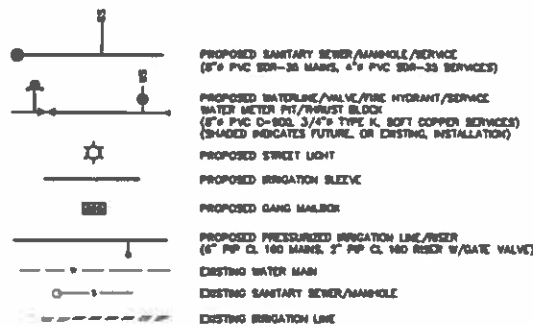 SS
PROPOSED SANITARY SEWER/MANHOLE/SERVICE
(8"ø PVC SDR-35 MAINS, 4"ø PVC SDR-35 SERVICES)
PROPOSED WATERLINE/VALVE/FIRE HYDRANT/SERVICE
WATER METER PIT/THRUST BLOCK
(8"ø PVC C-900, 3/4"ø TYPE K, SOFT COPPER SERVICES)
(SHADED INDICATES FUTURE, OR EXISTING, INSTALLATION)
PROPOSED STREET LIGHT
PROPOSED IRRIGATION SLEEVE
PROPOSED GANG MAILBOX
PROPOSED PRESSURIZED IRRIGATION LINE/RISER
(6" PIP CL 160 MAINS, 2" PIP CL 160 RISER W/GATE VALVE)
EXISTING WATER MAIN
S
EXISTING SANITARY SEWER/MANHOLE
EXISTING IRRIGATION LINE